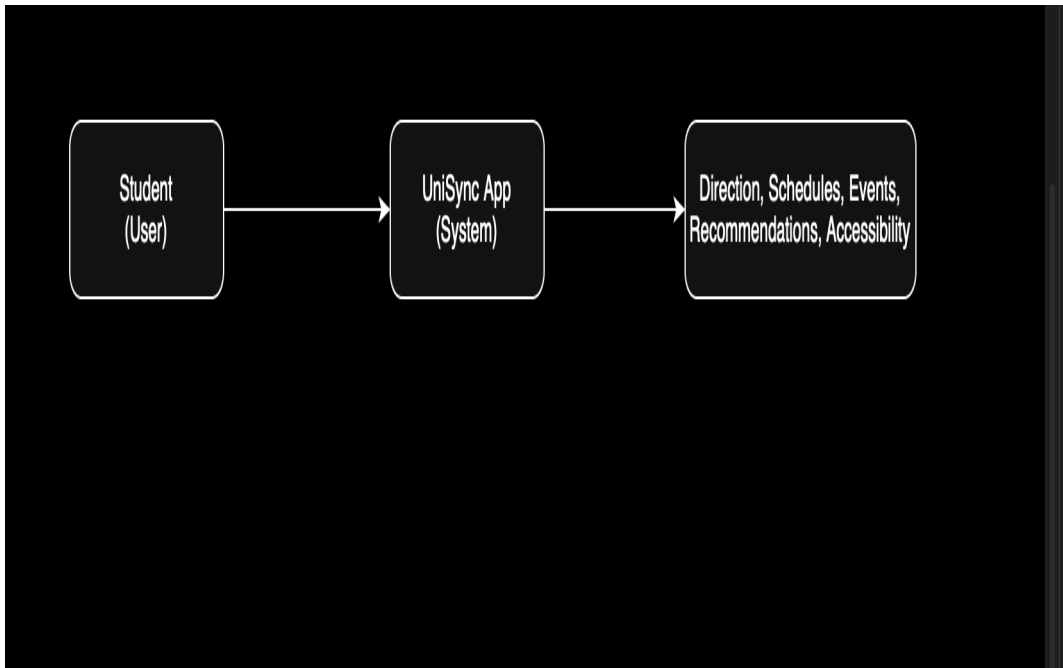 Student
(User)
UniSync App
(System)
Direction, Schedules, Events,
Recommendations, Accessibility